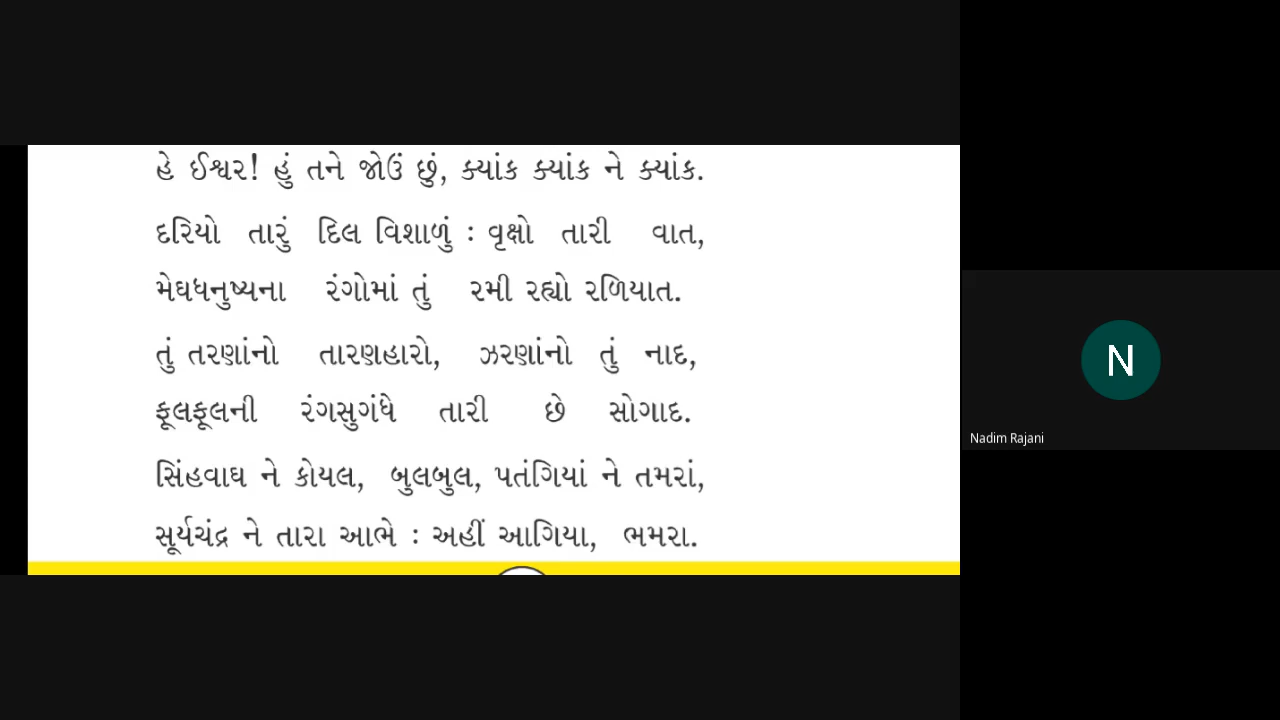 હે ઈશ્વર! હું તને જોઉં છું, ક્યાંક ક્યાંક ને ક્યાંક.
દરિયો તારું દિલ વિશાળું : વૃક્ષો તારી વાત,
મેઘધનુષ્યના રંગોમાં તું રમી રહ્યો રળિયાત.
તું તરણાંનો તારણહારો, ઝરણાંનો તું નાદ,
ફૂલફૂલની રંગસુગંધે તારી છે સોગાદ.
સિંહવાઘ ને કોયલ, બુલબુલ, પતંગિયાં ને તમરાં,
સૂર્યચંદ્ર ને તારા આભે : અહીં આગિયા, ભમરા.
N
Nadim Rajani